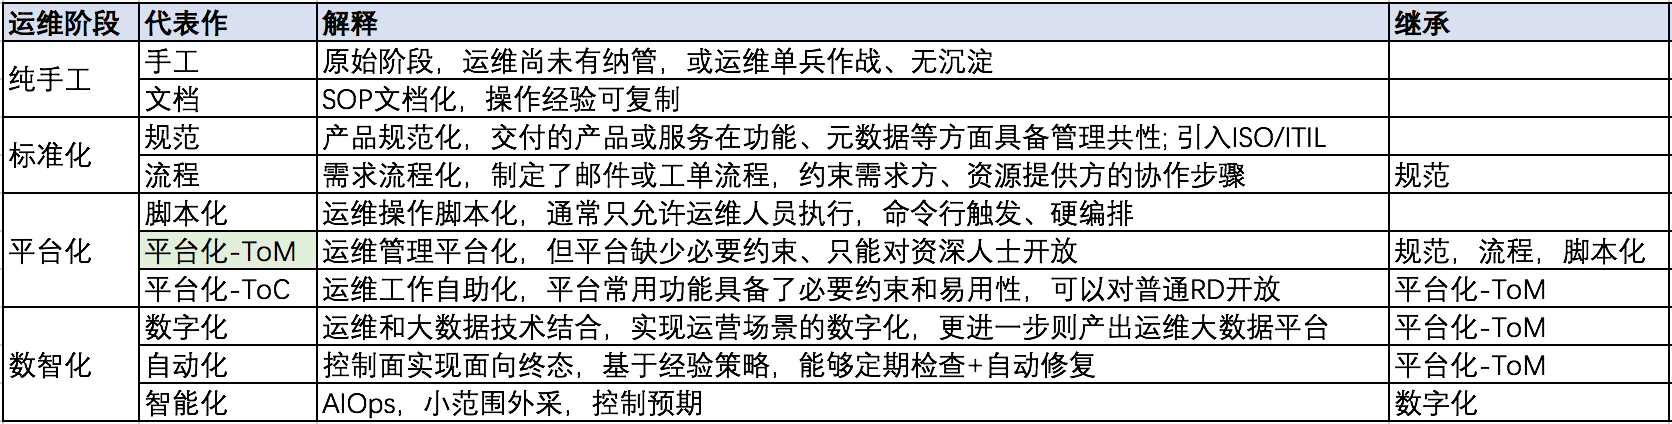 运维阶段 代表作 解释 继承
纯手工 手工 原始阶段，运维尚未有纳管，或运维单兵作战、无沉淀
文档 SOP文档化，操作经验可复制
标准化 规范 产品规范化，交付的产品或服务在功能、元数据等方面具备管理共性; 引入ISO/ITIL
流程 需求流程化，制定了邮件或工单流程，约束需求方、资源提供方的协作步骤 规范
平台化 脚本化 运维操作脚本化，通常只允许运维人员执行，命令行触发、硬编排
平台化-ToM 运维管理平台化，但平台缺少必要约束、只能对资深人士开放 规范，流程，脚本化
平台化-ToC 运维工作自助化，平台常用功能具备了必要约束和易用性，可以对普通RD开放 平台化-ToM
数智化 数字化 运维和大数据技术结合，实现运营场景的数字化，更进一步则产出运维大数据平台 平台化-ToM
自动化 控制面实现面向终态，基于经验策略，能够定期检查+自动修复 平台化-ToM
智能化 AIOps，小范围外采，控制预期 数字化